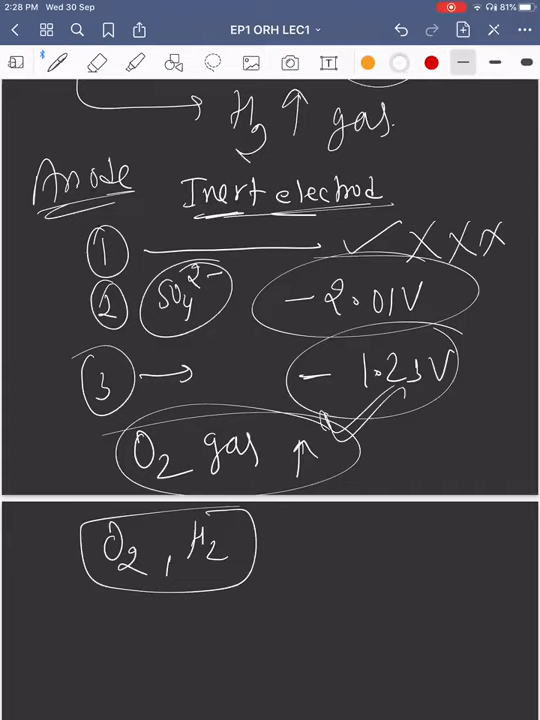 2:28 PM Wed 30 Sep
81%
EP1 ORH LEC1
T
H2 ↑ gas.
Anode Inert electrod
1 ✓ X X X
2 SO4^2- - 2.01V
3 → - 1.23V
O2 gas ↑
O2, H2